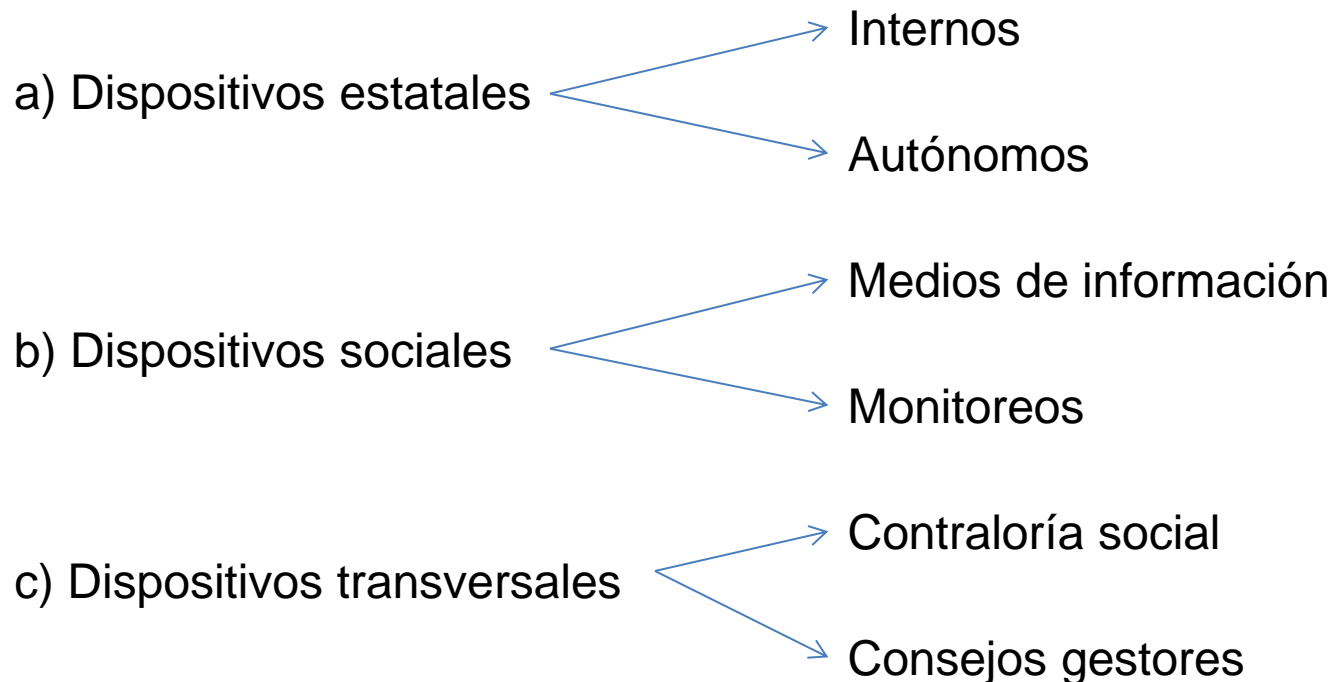 Internos
a) Dispositivos estatales
Autónomos
Medios de información
b) Dispositivos sociales
Monitoreos
Contraloría social
c) Dispositivos transversales
Consejos gestores